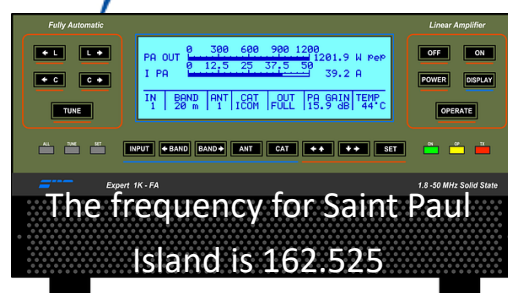 Fully Automatic
Linear Amplifier
← L
L →
← C
C →
TUNE
0 300 600 900 1200
PA OUT 1201.9 W PeP
0 12.5 25 37.5 50
I PA 39.2 A
IN BAND ANT CAT OUT PA GAIN TEMP
1 20 m 1 ICOM FULL 15.9 dB 44°C
OFF
ON
POWER
DISPLAY
OPERATE
ALL TUNE SET
INPUT
← BAND
BAND →
ANT
CAT
SET
ON OP TX
Expert 1K - FA
1.8 -50 MHz Solid State
The frequency for Saint Paul
Island is 162.525